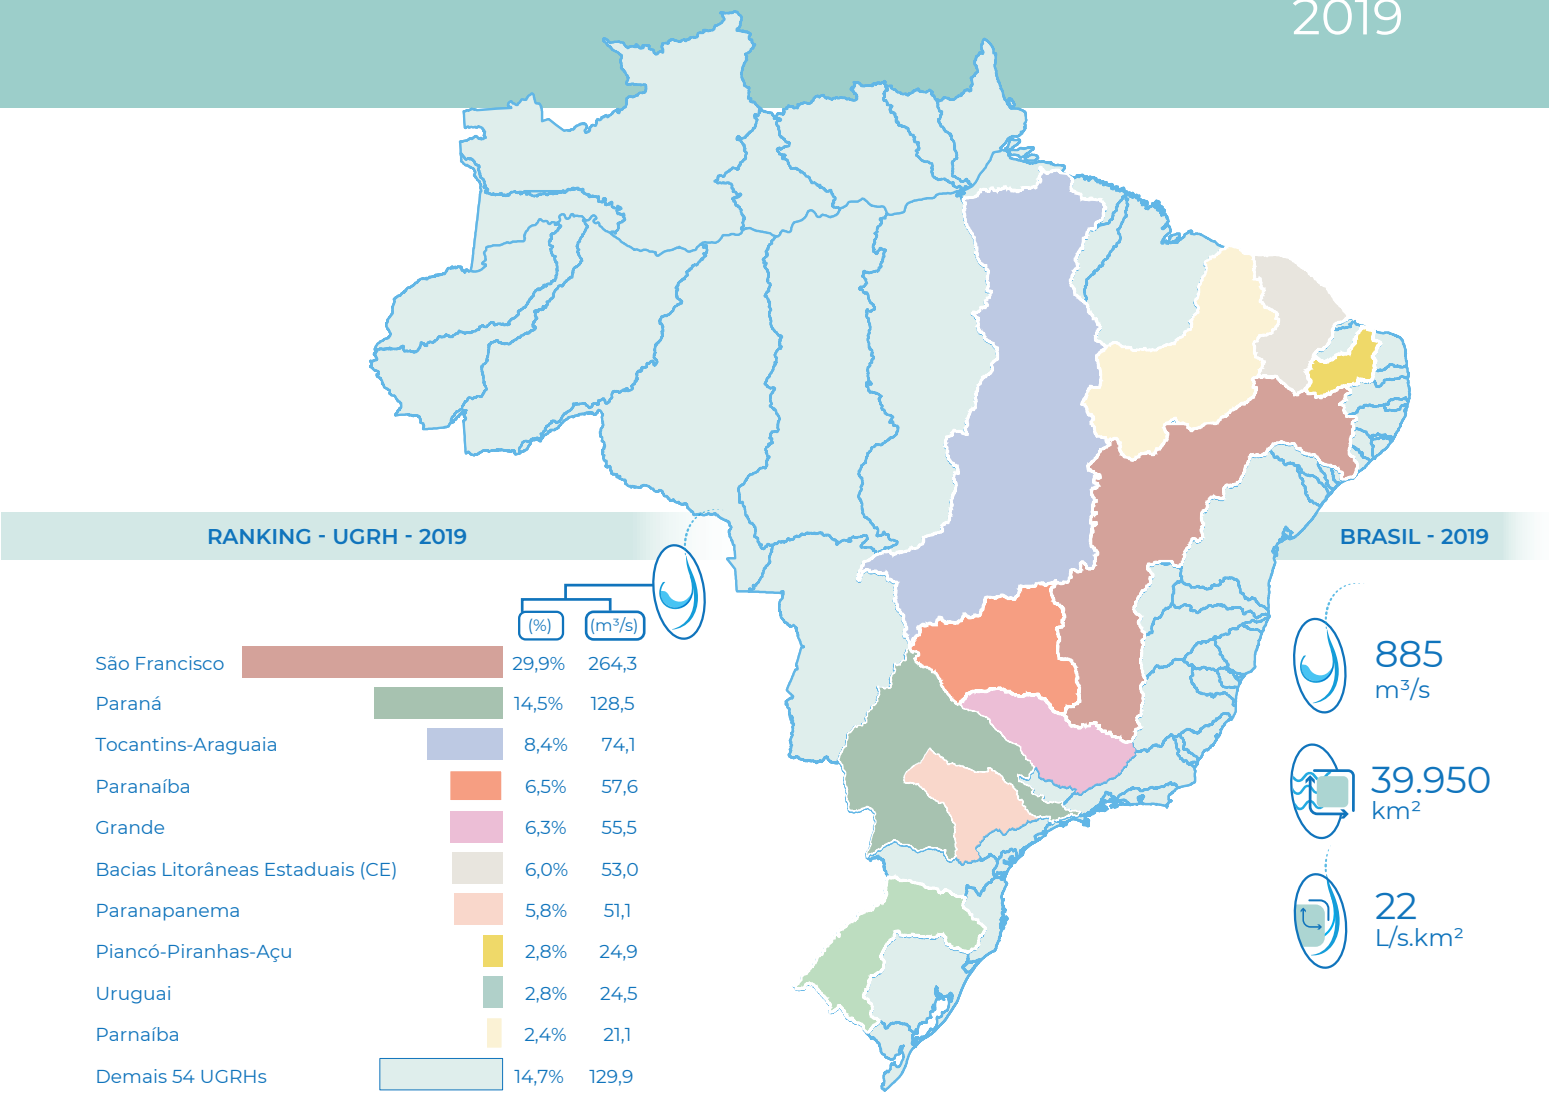 2019
RANKING - UGRH - 2019
(%) (m³/s)
São Francisco 29,9% 264,3
Paraná 14,5% 128,5
Tocantins-Araguaia 8,4% 74,1
Paranaíba 6,5% 57,6
Grande 6,3% 55,5
Bacias Litorâneas Estaduais (CE) 6,0% 53,0
Paranapanema 5,8% 51,1
Piancó-Piranhas-Açu 2,8% 24,9
Uruguai 2,8% 24,5
Parnaíba 2,4% 21,1
Demais 54 UGRHs 14,7% 129,9
BRASIL - 2019
885
m³/s
39.950
km²
22
L/s.km²